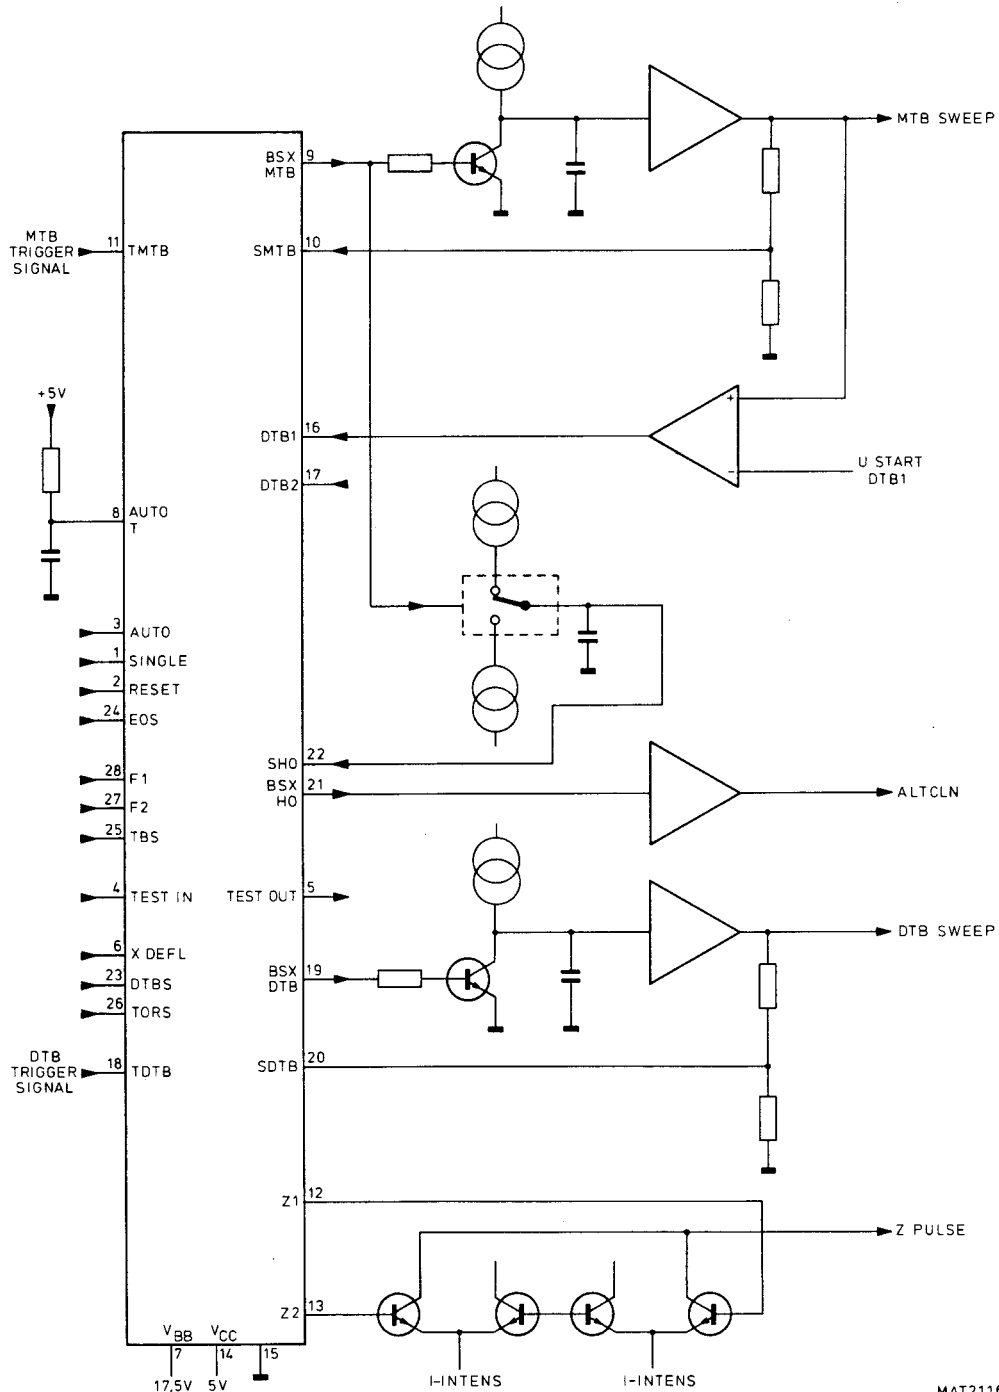 MTB SWEEP
BSX 9
MTB
MTB
TRIGGER
SIGNAL
11 TMTB
SMTB 10
+5V
DTB1 16
+
-
U START
DTB1
DTB2 17
8 AUTO
T
3 AUTO
1 SINGLE
2 RESET
24 EOS
SHO 22
28 F1
BSX 21
HO
ALTCLN
27 F2
25 TBS
4 TEST IN
TEST OUT 5
6 X DEFL
DTB SWEEP
BSX 19
DTB
23 DTBS
26 TORS
DTB
TRIGGER
SIGNAL
18 TDTB
SDTB 20
Z1 12
Z PULSE
Z2 13
VBB VCC
7 14 15
17,5V 5V
I-INTENS I-INTENS
MAT2116